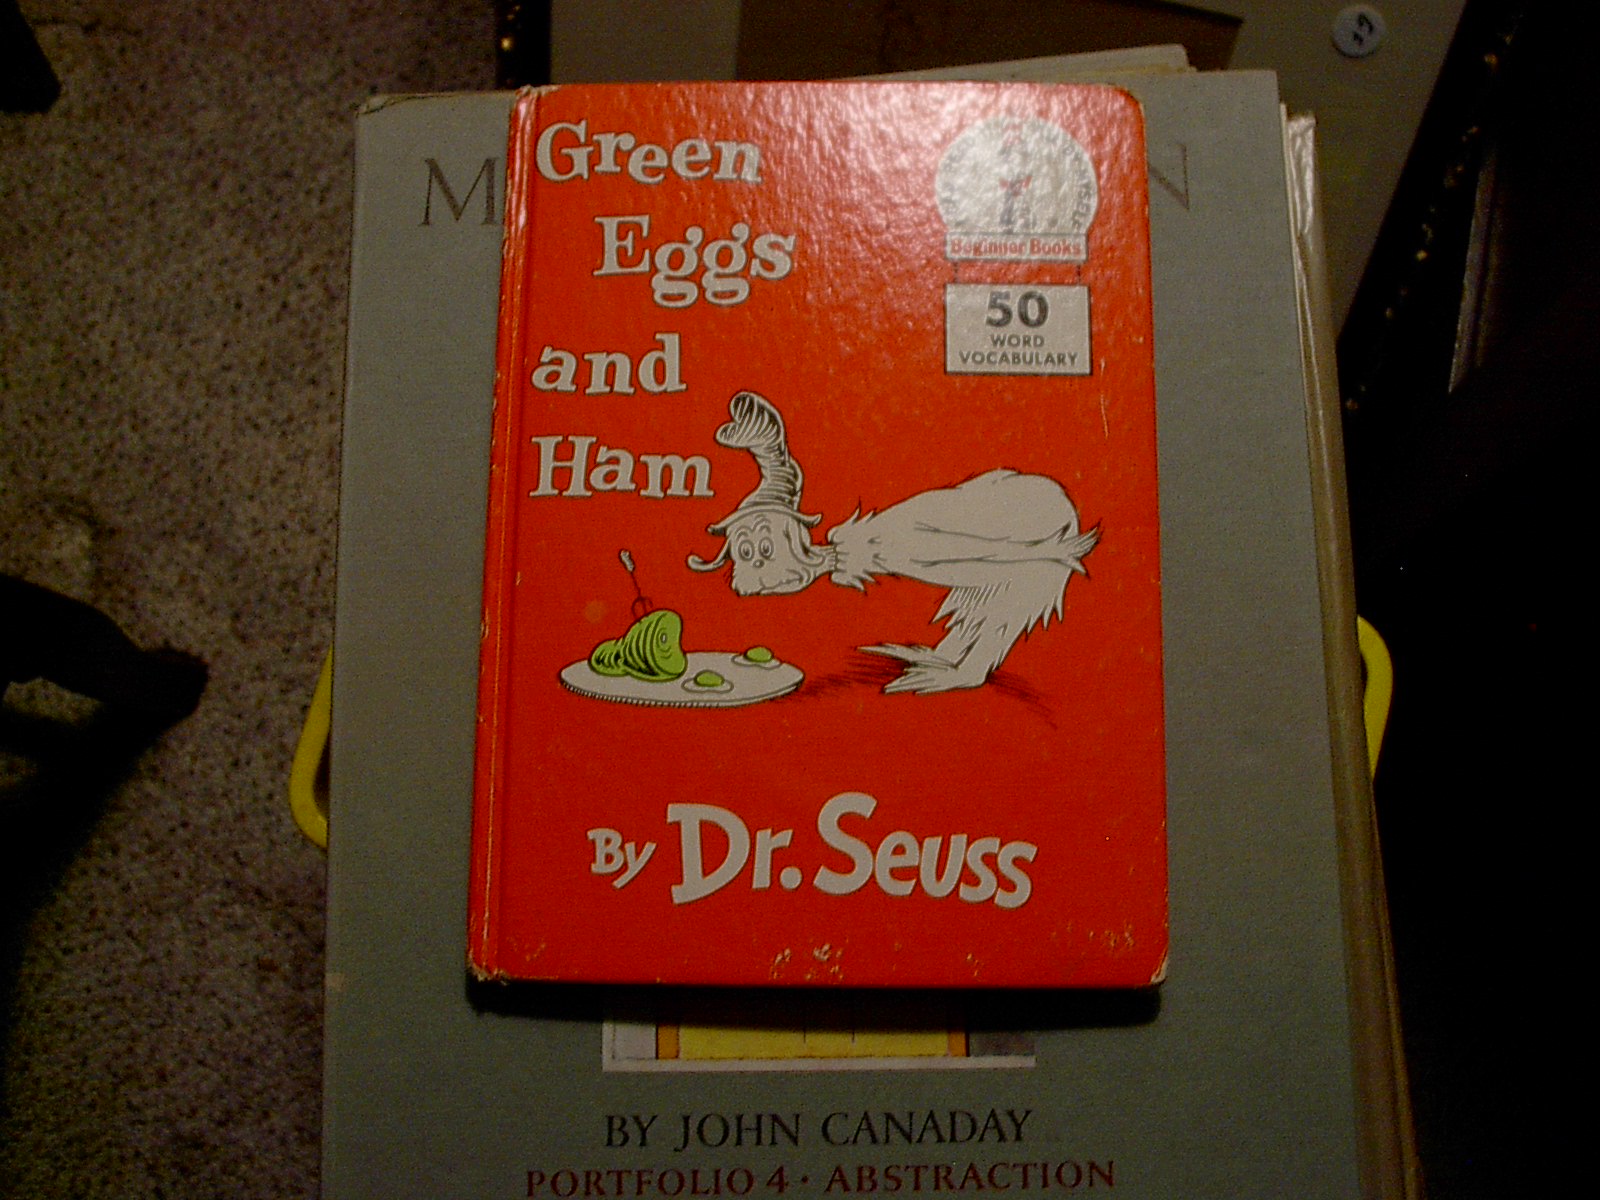 Green
Eggs
and
Ham
Beginner Books
50
WORD
VOCABULARY
By Dr. Seuss
BY JOHN CANADAY
PORTFOLIO 4 · ABSTRACTION